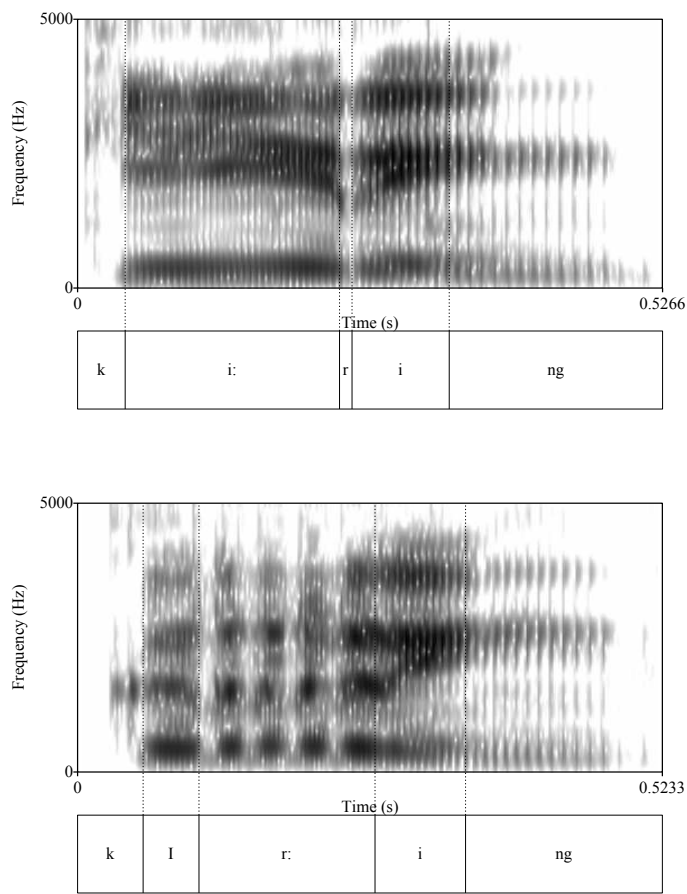 5000
Frequency (Hz)
0
0 0.5266
Time (s)
k i: r i ng
5000
Frequency (Hz)
0
0 0.5233
Time (s)
k I r: i ng